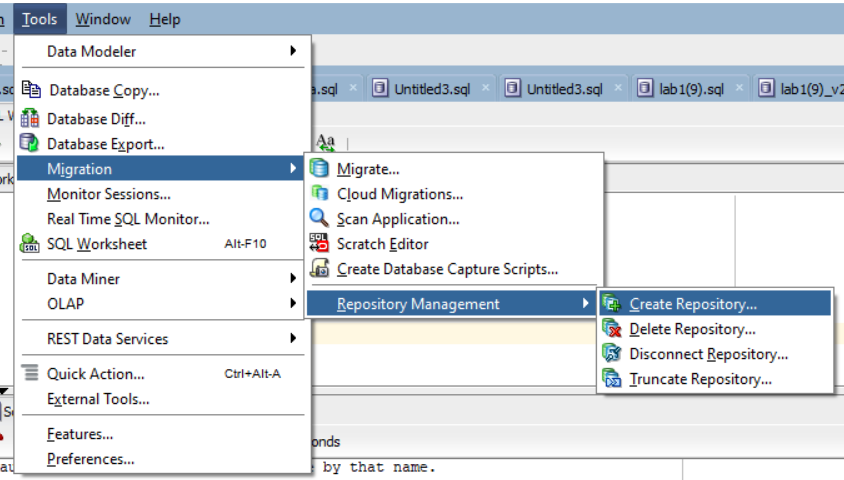 Tools Window Help
Data Modeler
Database Copy...
Untitled3.sql Untitled3.sql lab1(9).sql lab1(9)_v2
Database Diff...
Database Export...
Aa
Migration
Migrate...
Monitor Sessions...
Cloud Migrations...
Real Time SQL Monitor...
Scan Application...
SQL Worksheet Alt-F10
Scratch Editor
Create Database Capture Scripts...
Data Miner
OLAP
Repository Management
Create Repository...
Delete Repository...
REST Data Services
Disconnect Repository...
Quick Action... Ctrl+Alt-A
Truncate Repository...
External Tools...
Features...
onds
Preferences...
by that name.